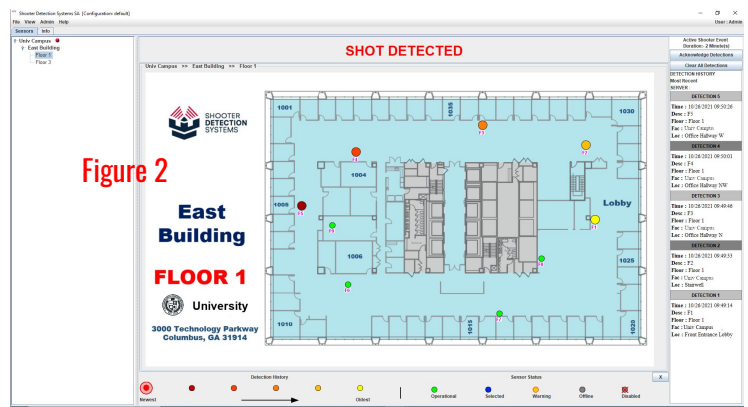 Shooter Detection Systems SA [Configuration: default]
File View Admin Help
User : Admin
Sensors Info
Univ Campus
East Building
Floor 1
Floor 3
SHOT DETECTED
Univ Campus >> East Building >> Floor 1
SHOOTER
DETECTION
SYSTEMS
Figure 2
East
Building
FLOOR 1
University
3000 Technology Parkway
Columbus, GA 31914
1001
1035
1030
F3
F2
F4
1004
1005
F5
Lobby
F1
1006
1025
F6
F7
1010
1015
1020
Detection History
Sensor Status
X
Newest
Oldest
Operational
Selected
Warning
Offline
Disabled
Active Shooter Event
Duration:- 2 Minute(s)
Acknowledge Detections
Clear All Detections
DETECTION HISTORY
Most Recent
SERVER :
DETECTION 5
Time : 10/26/2021 09:50:26
Desc : F5
Floor : Floor 1
Fac : Univ Campus
Loc : Office Hallway W
DETECTION 4
Time : 10/26/2021 09:50:01
Desc : F4
Floor : Floor 1
Fac : Univ Campus
Loc : Office Hallway NW
DETECTION 3
Time : 10/26/2021 09:49:46
Desc : F3
Floor : Floor 1
Fac : Univ Campus
Loc : Office Hallway N
DETECTION 2
Time : 10/26/2021 09:49:33
Desc : F2
Floor : Floor 1
Fac : Univ Campus
Loc : Stairwell
DETECTION 1
Time : 10/26/2021 09:49:14
Desc : F1
Floor : Floor 1
Fac : Univ Campus
Loc : Front Entrance Lobby